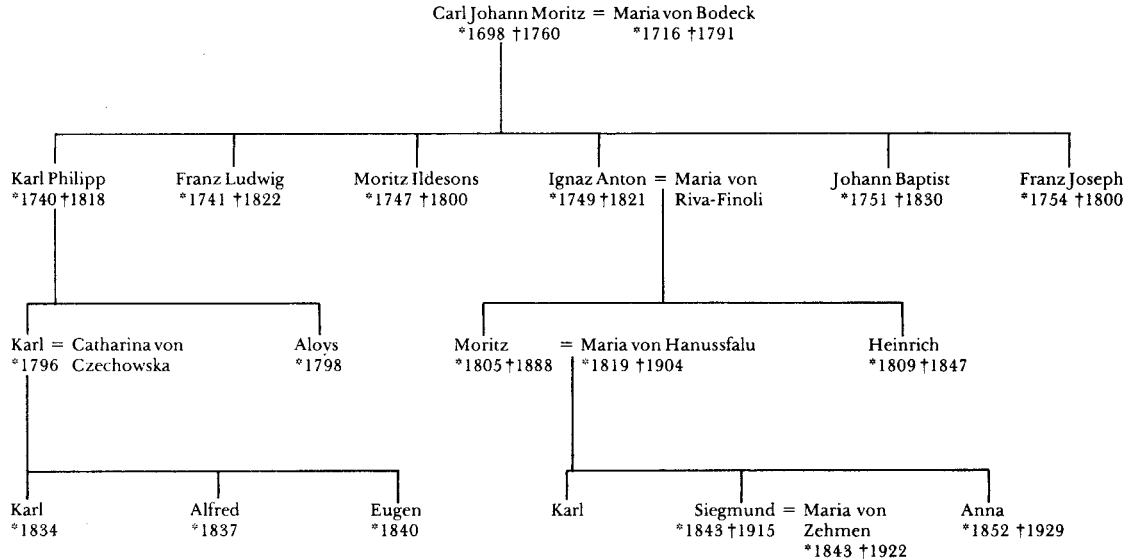 Carl Johann Moritz = Maria von Bodeck
*1698 †1760 *1716 †1791
Karl Philipp Franz Ludwig Moritz Ildesons Ignaz Anton = Maria von Johann Baptist Franz Joseph
*1740 †1818 *1741 †1822 *1747 †1800 *1749 †1821 Riva-Finoli *1751 †1830 *1754 †1800
Karl = Catharina von Aloys Moritz = Maria von Hanussfalu Heinrich
*1796 Czechowska *1798 *1805 †1888 *1819 †1904 *1809 †1847
Karl Alfred Eugen Karl Siegmund = Maria von Anna
*1834 *1837 *1840 *1843 †1915 Zehmen *1852 †1929
*1843 †1922